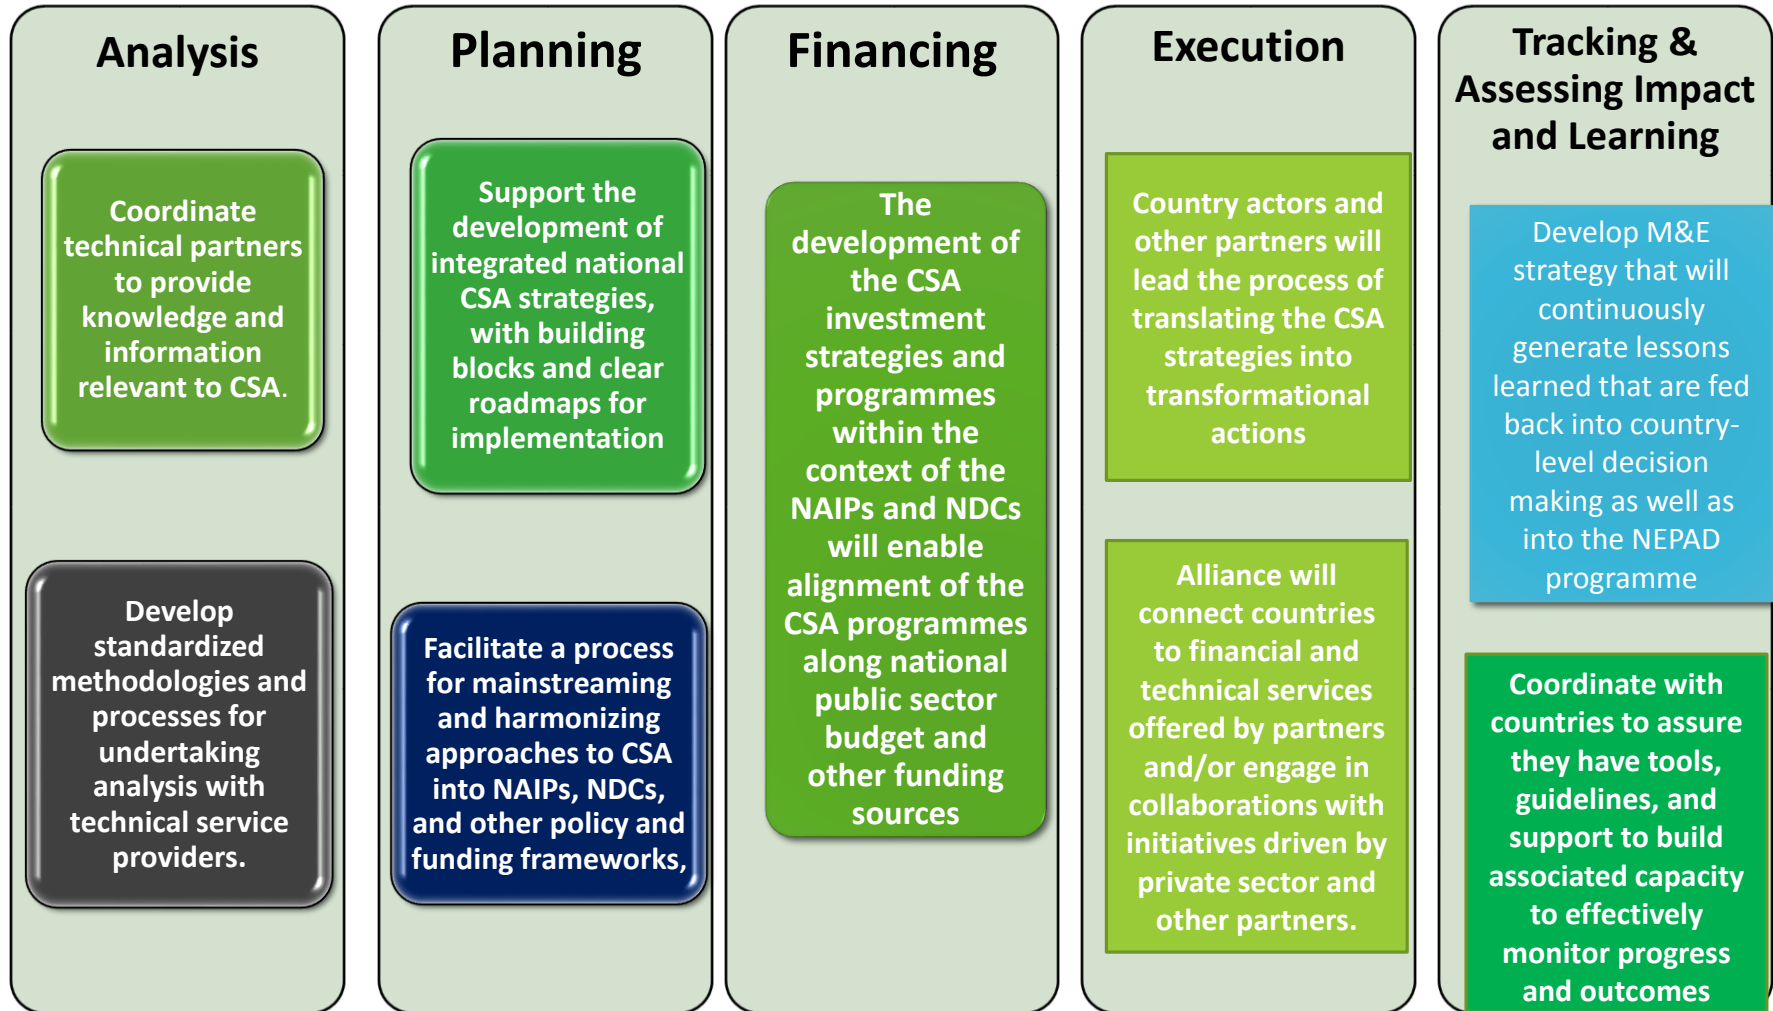 Analysis
Coordinate
technical partners
to provide
knowledge and
information
relevant to CSA.
Develop
standardized
methodologies and
processes for
undertaking
analysis with
technical service
providers.
Planning
Support the
development of
integrated national
CSA strategies,
with building
blocks and clear
roadmaps for
implementation
Facilitate a process
for mainstreaming
and harmonizing
approaches to CSA
into NAIPs, NDCs,
and other policy and
funding frameworks,
Financing
The
development of
the CSA
investment
strategies and
programmes
within the
context of the
NAIPs and NDCs
will enable
alignment of the
CSA programmes
along national
public sector
budget and
other funding
sources
Execution
Country actors and
other partners will
lead the process of
translating the CSA
strategies into
transformational
actions
Alliance will
connect countries
to financial and
technical services
offered by partners
and/or engage in
collaborations with
initiatives driven by
private sector and
other partners.
Tracking &
Assessing Impact
and Learning
Develop M&E
strategy that will
continuously
generate lessons
learned that are fed
back into country-
level decision
making as well as
into the NEPAD
programme
Coordinate with
countries to assure
they have tools,
guidelines, and
support to build
associated capacity
to effectively
monitor progress
and outcomes